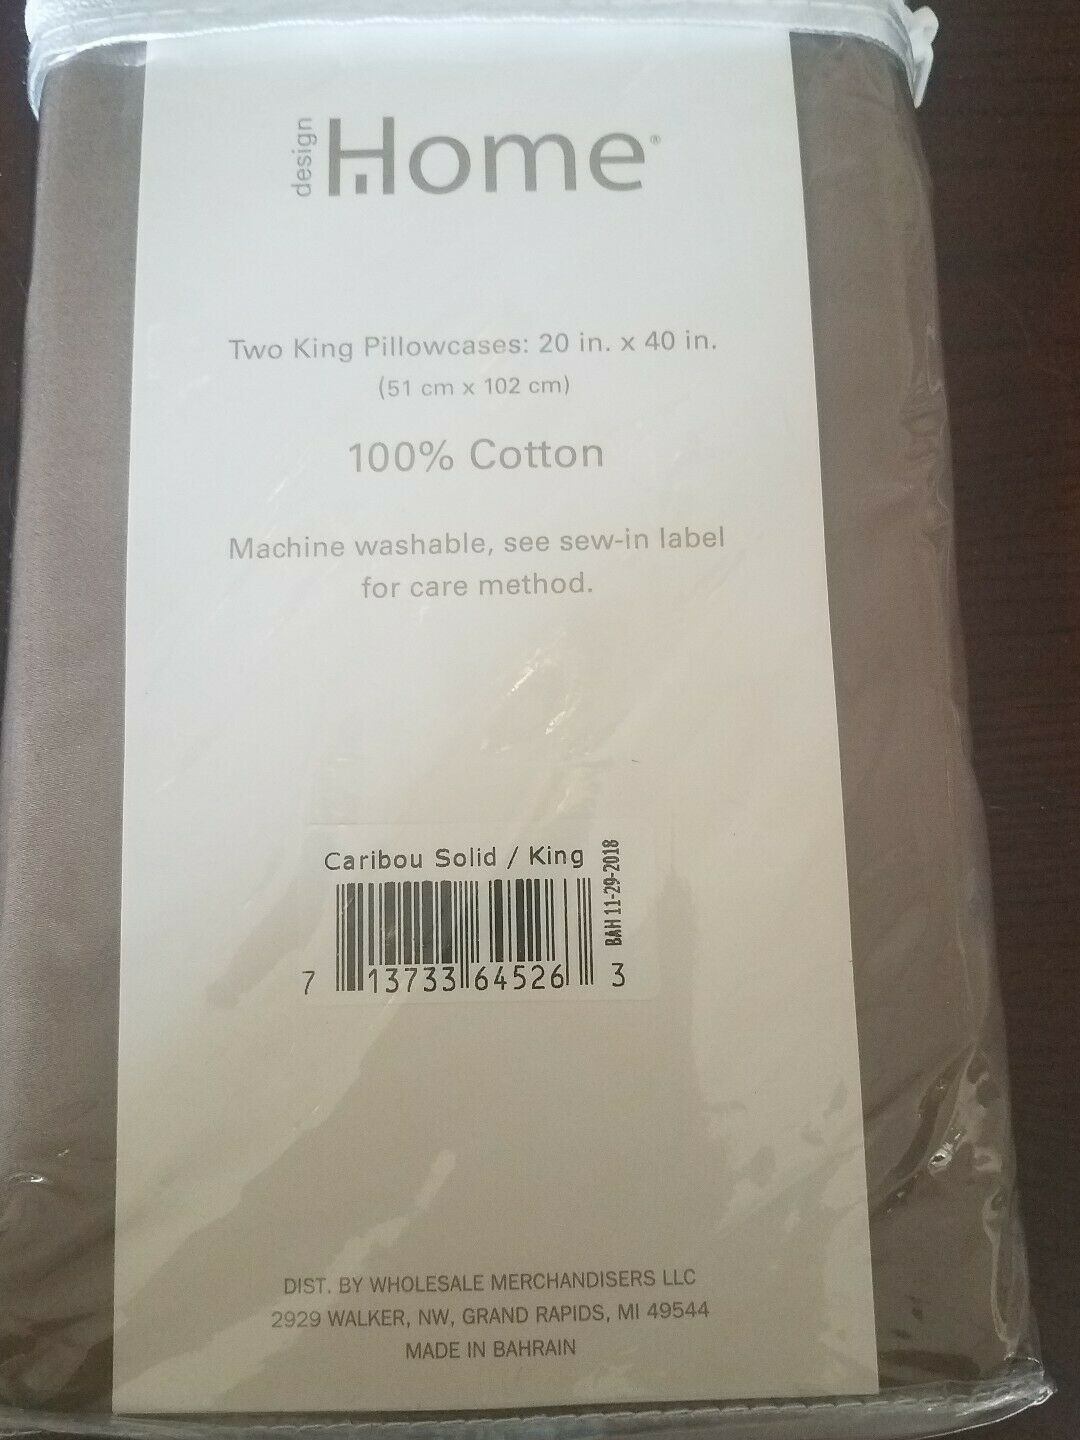 design Home®
Two King Pillowcases: 20 in. x 40 in.
(51 cm x 102 cm)
100% Cotton
Machine washable, see sew-in label
for care method.
Caribou Solid / King
BAH 11-29-2018
7 13733 64526 3
DIST. BY WHOLESALE MERCHANDISERS LLC
2929 WALKER, NW, GRAND RAPIDS, MI 49544
MADE IN BAHRAIN